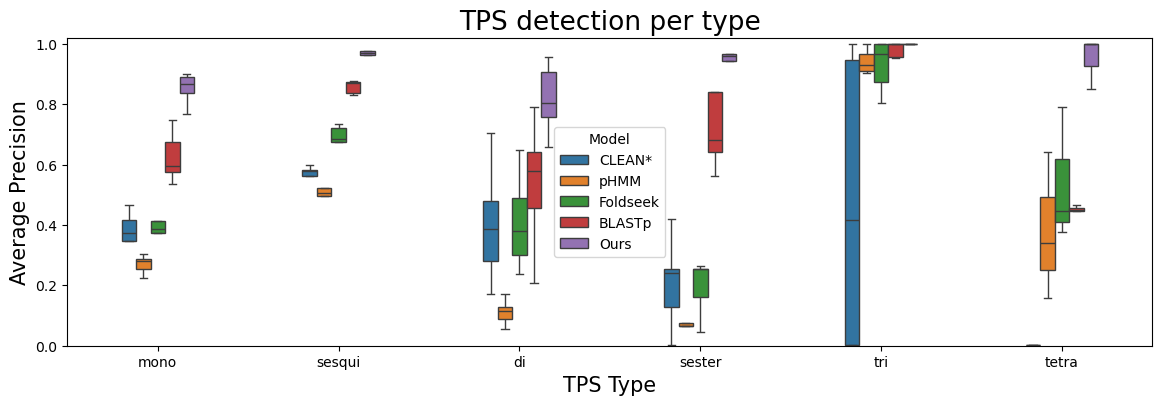 TPS detection per type
Average Precision
1.0
0.8
0.6
0.4
0.2
0.0
Model
CLEAN*
pHMM
Foldseek
BLASTp
Ours
mono sesqui di sester tri tetra
TPS Type